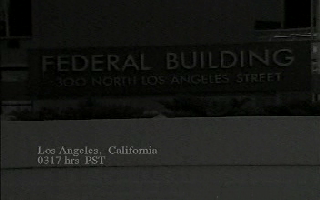 FEDERAL BUILDING
300 NORTH LOS ANGELES STREET
Los Angeles, California
0317 hrs PST